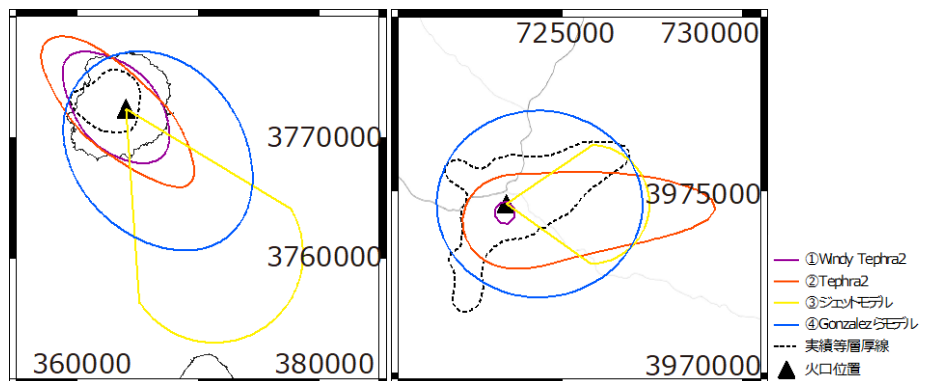 725000
730000
3770000
3975000
3760000
①Windy Tephra2
②Tephra2
③ジェットモデル
④Gonzalezらモデル
実績等層厚線
火口位置
360000
380000
3970000